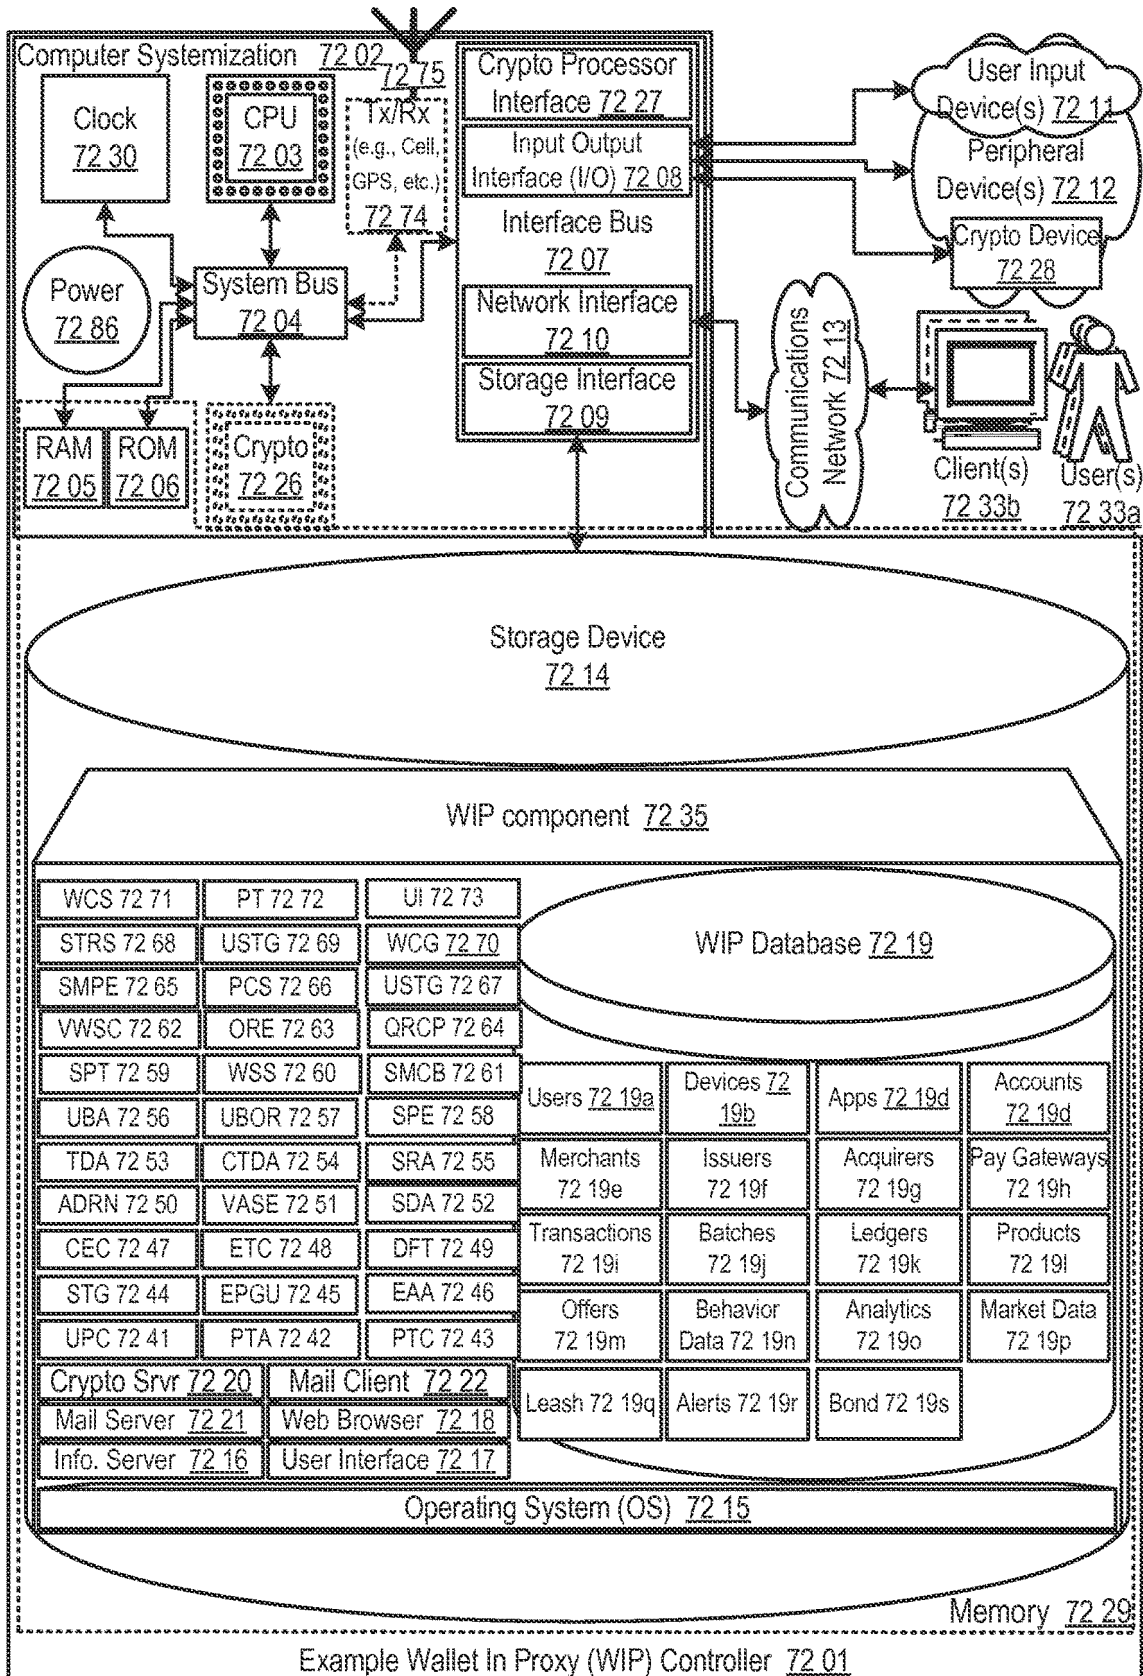 Computer Systemization 72 02
72 75
Clock
72 30
CPU
72 03
Tx/Rx
(e.g., Cell,
GPS, etc.)
72 74
Crypto Processor
Interface 72 27
Input Output
Interface (I/O) 72 08
Interface Bus
72 07
Network Interface
72 10
Storage Interface
72 09
User Input
Device(s) 72 11
Peripheral
Device(s) 72 12
Crypto Device
72 28
Power
72 86
System Bus
72 04
RAM
72 05
ROM
72 06
Crypto
72 26
Communications
Network 72 13
Client(s)
72 33b
User(s)
72 33a
Storage Device
72 14
WIP component 72 35
WCS 72 71
PT 72 72
UI 72 73
STRS 72 68
USTG 72 69
WCG 72 70
SMPE 72 65
PCS 72 66
USTG 72 67
VWSC 72 62
ORE 72 63
QRCP 72 64
SPT 72 59
WSS 72 60
SMCB 72 61
UBA 72 56
UBOR 72 57
SPE 72 58
TDA 72 53
CTDA 72 54
SRA 72 55
ADRN 72 50
VASE 72 51
SDA 72 52
CEC 72 47
ETC 72 48
DFT 72 49
STG 72 44
EPGU 72 45
EAA 72 46
UPC 72 41
PTA 72 42
PTC 72 43
Crypto Srvr 72 20
Mail Client 72 22
Mail Server 72 21
Web Browser 72 18
Info. Server 72 16
User Interface 72 17
WIP Database 72 19
Users 72 19a
Devices 72
19b
Apps 72 19d
Accounts
72 19d
Merchants
72 19e
Issuers
72 19f
Acquirers
72 19g
Pay Gateways
72 19h
Transactions
72 19i
Batches
72 19j
Ledgers
72 19k
Products
72 19l
Offers
72 19m
Behavior
Data 72 19n
Analytics
72 19o
Market Data
72 19p
Leash 72 19q
Alerts 72 19r
Bond 72 19s
Operating System (OS) 72 15
Memory 72 29
Example Wallet In Proxy (WIP) Controller 72 01